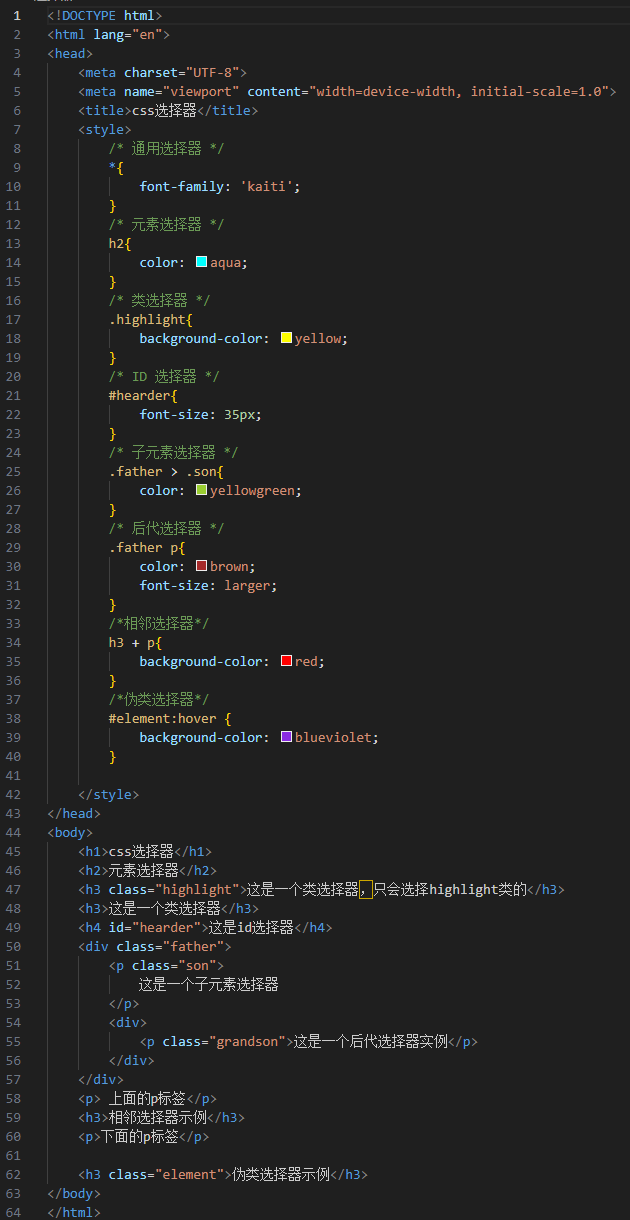 1 <!DOCTYPE html>
2 <html lang="en">
3 <head>
4     <meta charset="UTF-8">
5     <meta name="viewport" content="width=device-width, initial-scale=1.0">
6     <title>css选择器</title>
7     <style>
8         /* 通用选择器 */
9         *{
10             font-family: 'kaiti';
11         }
12         /* 元素选择器 */
13         h2{
14             color: aqua;
15         }
16         /* 类选择器 */
17         .highlight{
18             background-color: yellow;
19         }
20         /* ID 选择器 */
21         #hearder{
22             font-size: 35px;
23         }
24         /* 子元素选择器 */
25         .father > .son{
26             color: yellowgreen;
27         }
28         /* 后代选择器 */
29         .father p{
30             color: brown;
31             font-size: larger;
32         }
33         /*相邻选择器*/
34         h3 + p{
35             background-color: red;
36         }
37         /*伪类选择器*/
38         #element:hover {
39             background-color: blueviolet;
40         }
41
42     </style>
43 </head>
44 <body>
45     <h1>css选择器</h1>
46     <h2>元素选择器</h2>
47     <h3 class="highlight">这是一个类选择器，只会选择highlight类的</h3>
48     <h3>这是一个类选择器</h3>
49     <h4 id="hearder">这是id选择器</h4>
50     <div class="father">
51         <p class="son">
52             这是一个子元素选择器
53         </p>
54         <div>
55             <p class="grandson">这是一个后代选择器实例</p>
56         </div>
57     </div>
58     <p> 上面的p标签</p>
59     <h3>相邻选择器示例</h3>
60     <p>下面的p标签</p>
61
62     <h3 class="element">伪类选择器示例</h3>
63 </body>
64 </html>